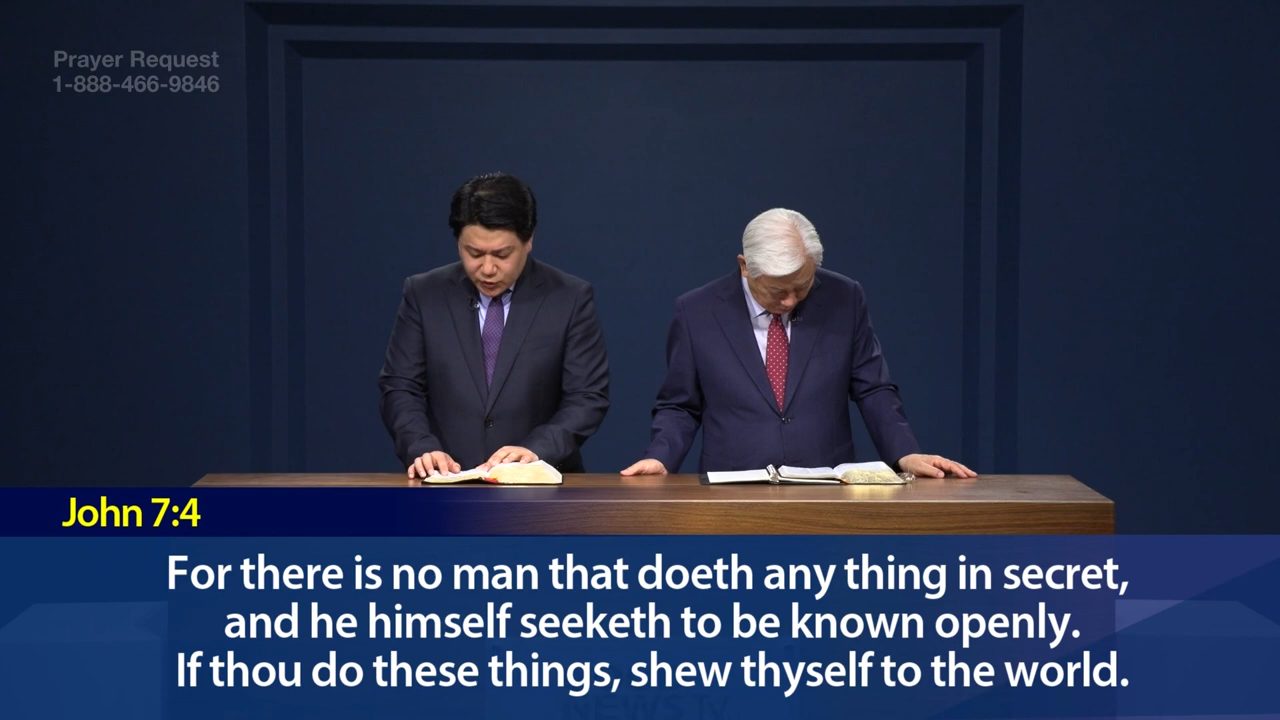 Prayer Request
1-888-466-9846
John 7:4
For there is no man that doeth any thing in secret,
and he himself seeketh to be known openly.
If thou do these things, shew thyself to the world.
NEWS TV